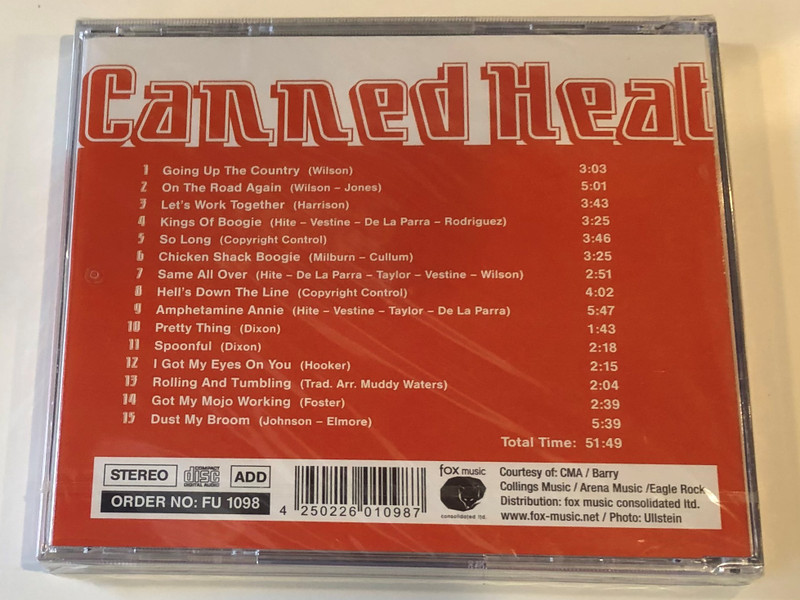 Canned Heat
1 Going Up The Country (Wilson) 3:03
2 On The Road Again (Wilson – Jones) 5:01
3 Let's Work Together (Harrison) 3:43
4 Kings Of Boogie (Hite – Vestine – De La Parra – Rodriguez) 3:25
5 So Long (Copyright Control) 3:46
6 Chicken Shack Boogie (Milburn – Cullum) 3:25
7 Same All Over (Hite – De La Parra – Taylor – Vestine – Wilson) 2:51
8 Hell's Down The Line (Copyright Control) 4:02
9 Amphetamine Annie (Hite – Vestine – Taylor – De La Parra) 5:47
10 Pretty Thing (Dixon) 1:43
11 Spoonful (Dixon) 2:18
12 I Got My Eyes On You (Hooker) 2:15
13 Rolling And Tumbling (Trad. Arr. Muddy Waters) 2:04
14 Got My Mojo Working (Foster) 2:39
15 Dust My Broom (Johnson – Elmore) 5:39
Total Time: 51:49
STEREO COMPACT disc DIGITAL AUDIO ADD
ORDER NO: FU 1098
4 250226 010987
fox music
consolidated ltd.
Courtesy of: CMA / Barry
Collings Music / Arena Music /Eagle Rock
Distribution: fox music consolidated ltd.
www.fox-music.net / Photo: Ullstein